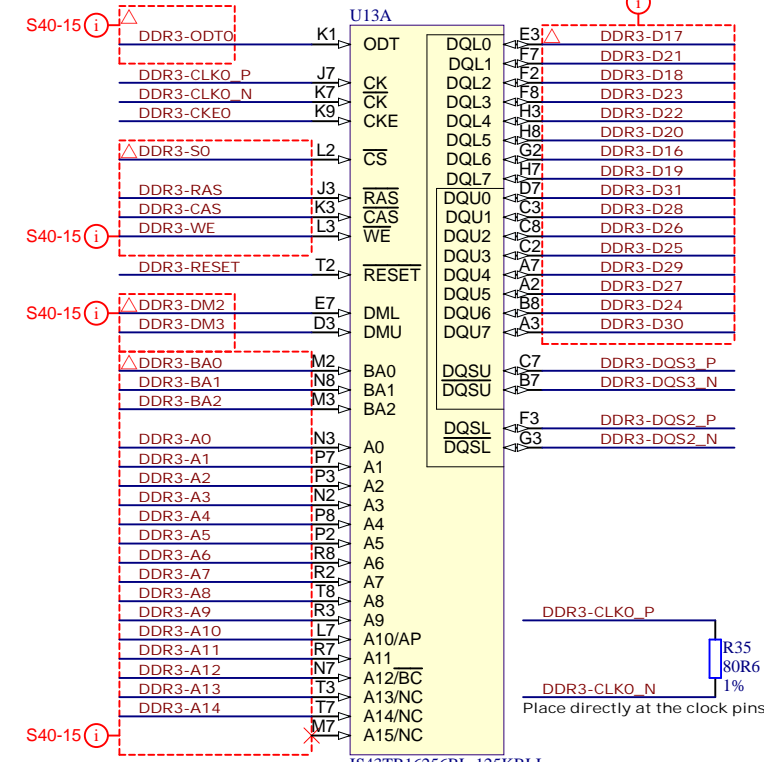 U13A
S40-15 i
i
DDR3-ODT0 K1 ODT DQL0 E3 DDR3-D17
DQL1 F7 DDR3-D21
DDR3-CLK0_P J7 CK DQL2 F2 DDR3-D18
DDR3-CLK0_N K7 CK DQL3 F8 DDR3-D23
DDR3-CKE0 K9 CKE DQL4 H3 DDR3-D22
DQL5 H8 DDR3-D20
DDR3-S0 L2 CS DQL6 G2 DDR3-D16
DQL7 H7 DDR3-D19
DDR3-RAS J3 RAS DQU0 D7 DDR3-D31
DDR3-CAS K3 CAS DQU1 C3 DDR3-D28
S40-15 i DDR3-WE L3 WE DQU2 C8 DDR3-D26
DQU3 C2 DDR3-D25
DDR3-RESET T2 RESET DQU4 A7 DDR3-D29
DQU5 A2 DDR3-D27
S40-15 i DDR3-DM2 E7 DML DQU6 B8 DDR3-D24
DDR3-DM3 D3 DMU DQU7 A3 DDR3-D30
DDR3-BA0 M2 BA0 DQSU C7 DDR3-DQS3_P
DDR3-BA1 N8 BA1 DQSU B7 DDR3-DQS3_N
DDR3-BA2 M3 BA2
DQSL F3 DDR3-DQS2_P
DDR3-A0 N3 A0 DQSL G3 DDR3-DQS2_N
DDR3-A1 P7 A1
DDR3-A2 P3 A2
DDR3-A3 N2 A3
DDR3-A4 P8 A4
DDR3-A5 P2 A5
DDR3-A6 R8 A6
DDR3-A7 R2 A7
DDR3-A8 T8 A8
DDR3-A9 R3 A9 DDR3-CLK0_P
DDR3-A10 L7 A10/AP R35
DDR3-A11 R7 A11 80R6
DDR3-A12 N7 A12/BC 1%
DDR3-A13 T3 A13/NC DDR3-CLK0_N
DDR3-A14 T7 A14/NC Place directly at the clock pins
S40-15 i M7 A15/NC